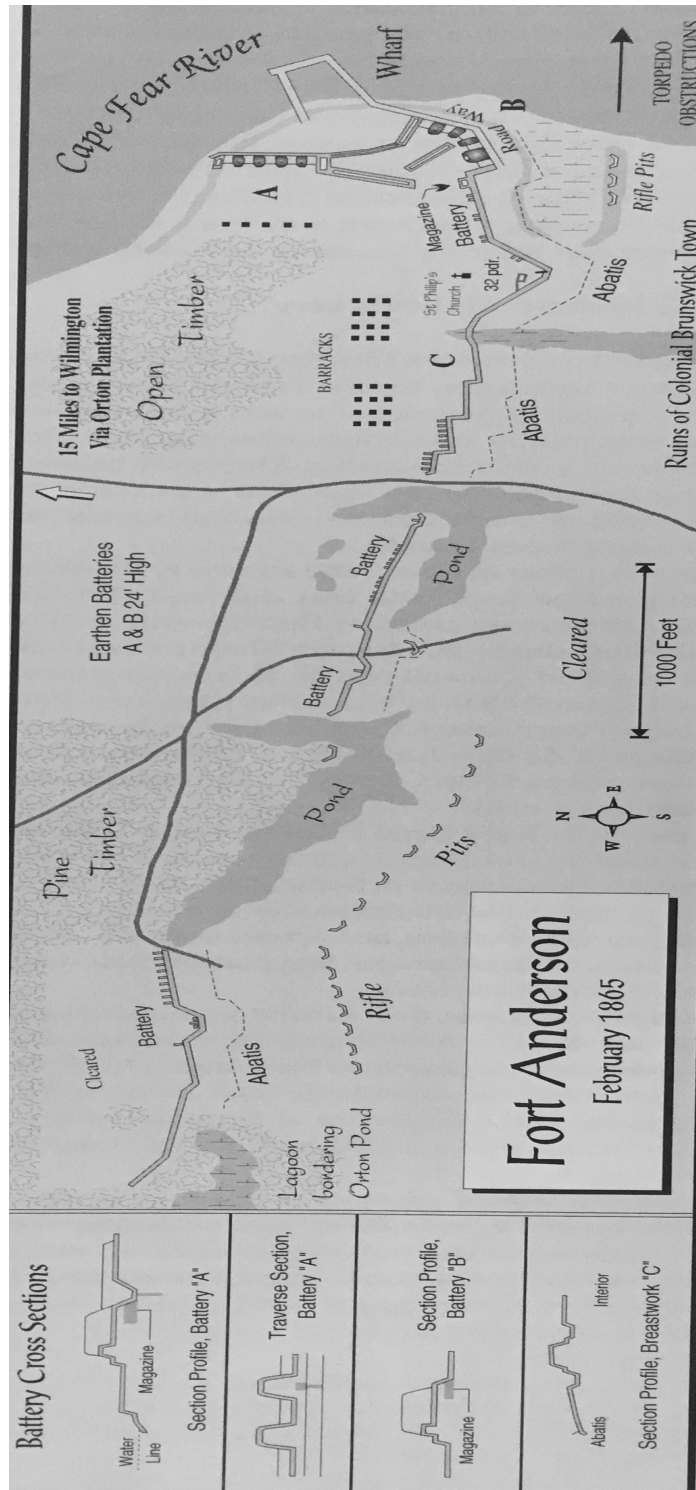 Battery Cross Sections
Water
Line
Magazine
Section Profile, Battery "A"
Traverse Section,
Battery "A"
Section Profile,
Battery "B"
Magazine
Abatis
Interior
Section Profile, Breastwork "C"
Cleared
Battery
Abatis
Lagoon
bordering
Orton Pond
Rifle
Pits
Pine
Timber
Pond
Earthen Batteries
A & B 24' High
Battery
Battery
Pond
Fort Anderson
February 1865
N
W
E
S
Cleared
1000 Feet
15 Miles to Wilmington
Via Orton Plantation
Open
Timber
BARRACKS
C
Abatis
St Philip's
Church
32 pdr.
Magazine
Battery
Abatis
Ruins of Colonial Brunswick Town
A
Cape Fear River
Wharf
Road
Way
B
Rifle Pits
TORPEDO
OBSTRUCTIONS